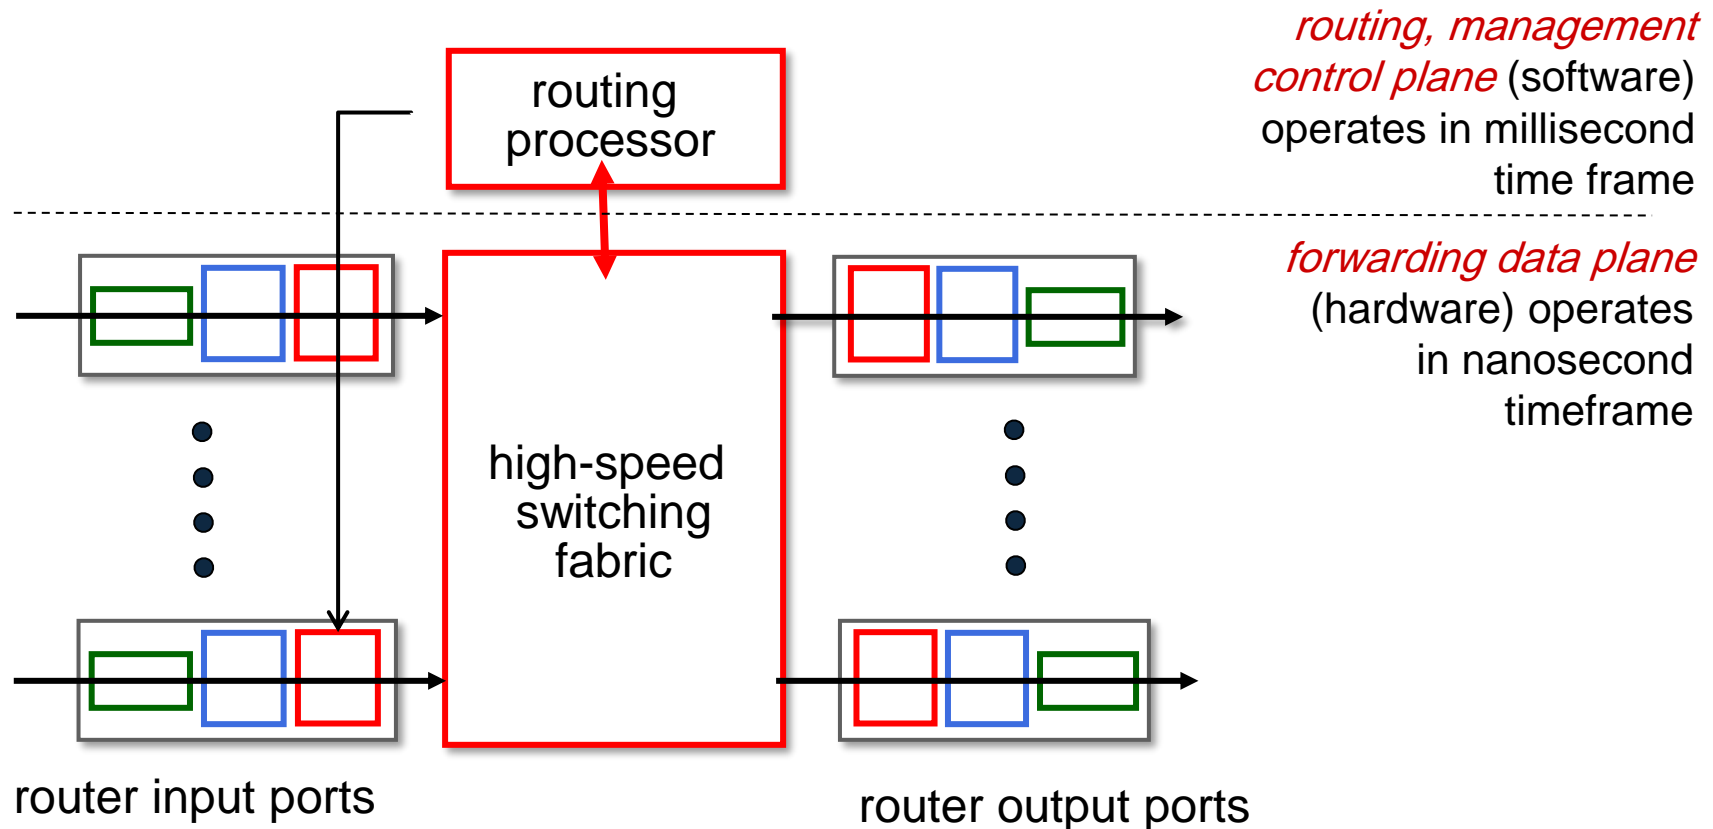 routing, management
control plane (software)
operates in millisecond
time frame
routing
processor
forwarding data plane
(hardware) operates
in nanosecond
timeframe
high-speed
switching
fabric
router input ports
router output ports